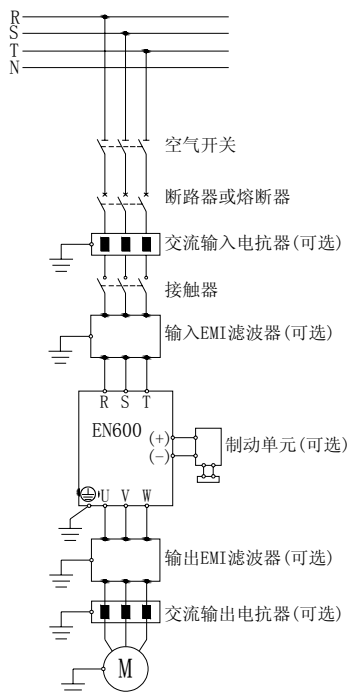 R
S
T
N
空气开关
断路器或熔断器
交流输入电抗器(可选)
接触器
输入EMI滤波器(可选)
R S T
EN600
(+)
(-)
制动单元(可选)
U V W
输出EMI滤波器(可选)
交流输出电抗器(可选)
M